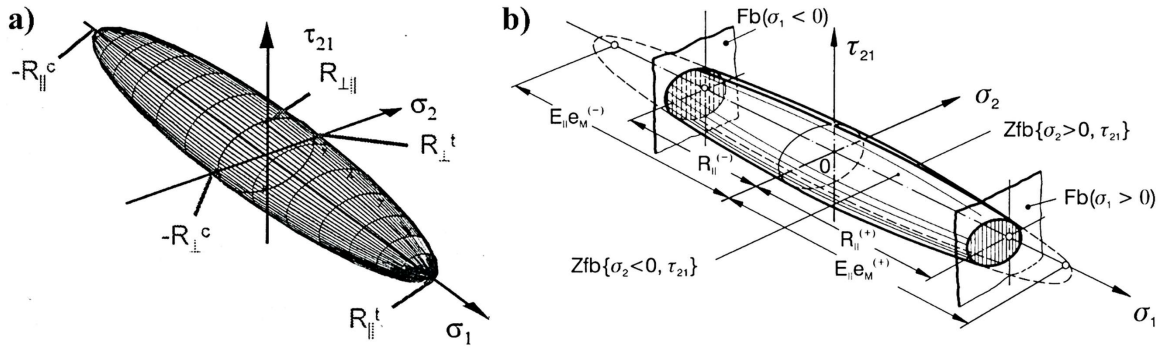 a)
τ₂₁
-R∥ᶜ
R⊥∥
σ₂
R⊥ᵗ
-R⊥ᶜ
R∥ᵗ
σ₁
b)
Fb(σ₁ < 0)
τ₂₁
σ₂
E∥eM⁽⁻⁾
Zfb{σ₂>0, τ₂₁}
R∥⁽⁻⁾
0
Fb(σ₁ > 0)
R∥⁽⁺⁾
Zfb{σ₂<0, τ₂₁}
E∥eM⁽⁺⁾
σ₁